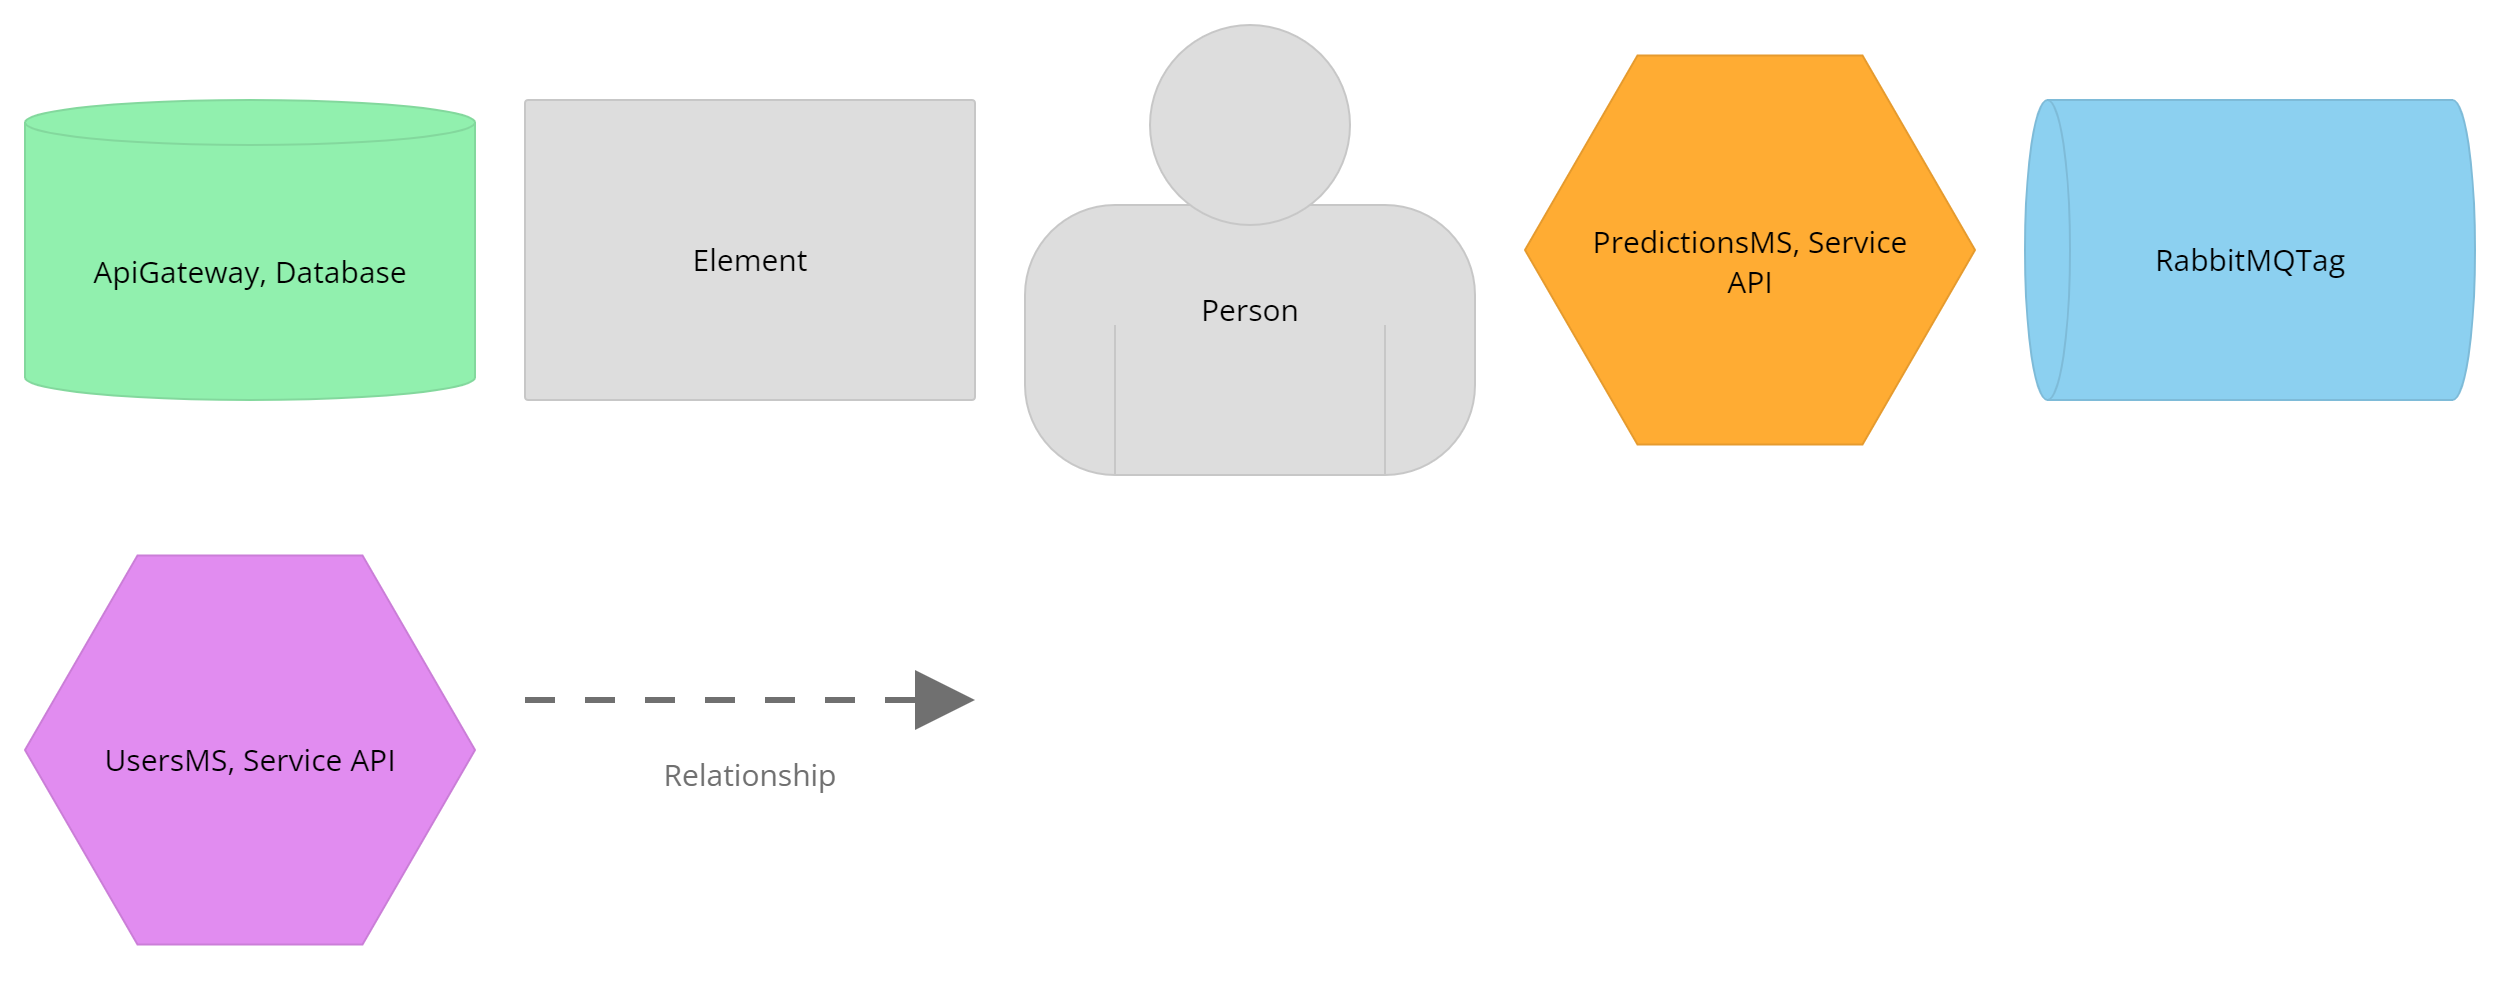 ApiGateway, Database
Element
Person
PredictionsMS, Service
API
RabbitMQTag
UsersMS, Service API
Relationship